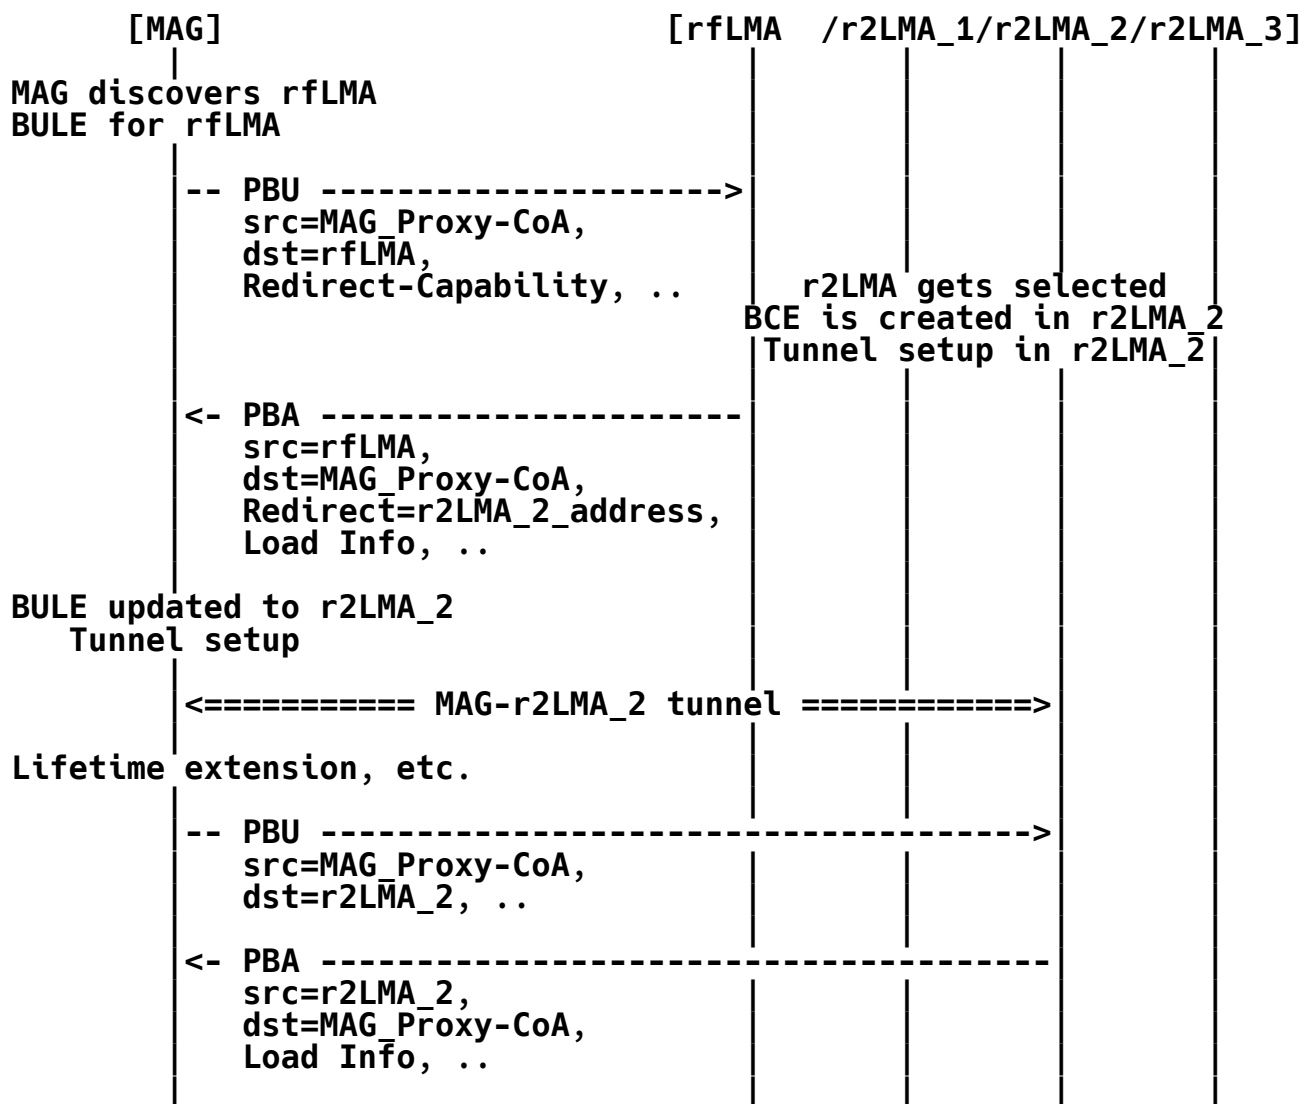 [MAG]                       [rfLMA  /r2LMA_1/r2LMA_2/r2LMA_3]
MAG discovers rfLMA
BULE for rfLMA
-- PBU --------------------->
src=MAG_Proxy-CoA,
dst=rfLMA,
Redirect-Capability, ..      r2LMA gets selected
BCE is created in r2LMA_2
Tunnel setup in r2LMA_2
<- PBA ----------------------
src=rfLMA,
dst=MAG_Proxy-CoA,
Redirect=r2LMA_2_address,
Load Info, ..
BULE updated to r2LMA_2
Tunnel setup
<=========== MAG-r2LMA_2 tunnel ============>
Lifetime extension, etc.
-- PBU ------------------------------------->
src=MAG_Proxy-CoA,
dst=r2LMA_2, ..
<- PBA --------------------------------------
src=r2LMA_2,
dst=MAG_Proxy-CoA,
Load Info, ..